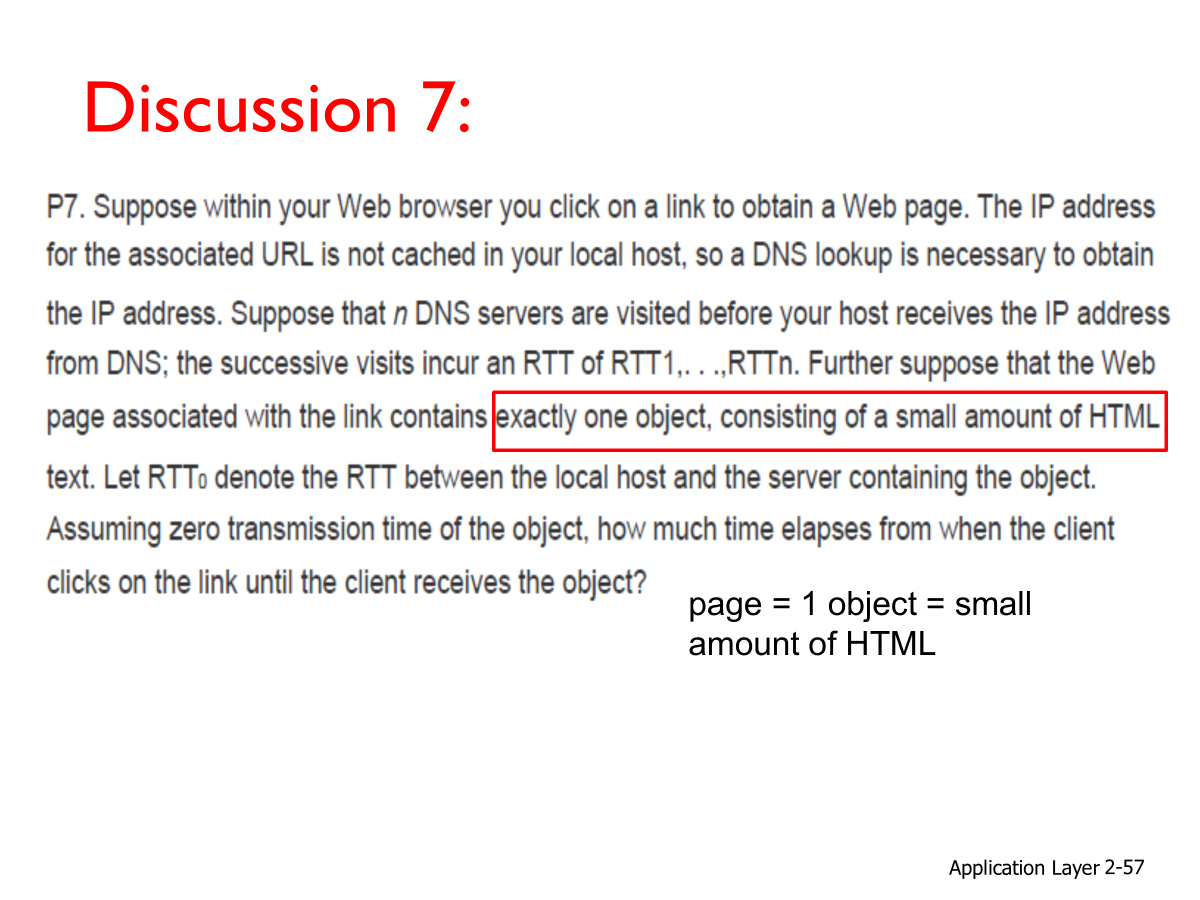 Discussion 7:
P7. Suppose within your Web browser you click on a link to obtain a Web page. The IP address
for the associated URL is not cached in your local host, so a DNS lookup is necessary to obtain
the IP address. Suppose that n DNS servers are visited before your host receives the IP address
from DNS; the successive visits incur an RTT of RTT1,. . .,RTTn. Further suppose that the Web
page associated with the link contains exactly one object, consisting of a small amount of HTML
text. Let RTT₀ denote the RTT between the local host and the server containing the object.
Assuming zero transmission time of the object, how much time elapses from when the client
clicks on the link until the client receives the object?
page = 1 object = small
amount of HTML
Application Layer 2-57